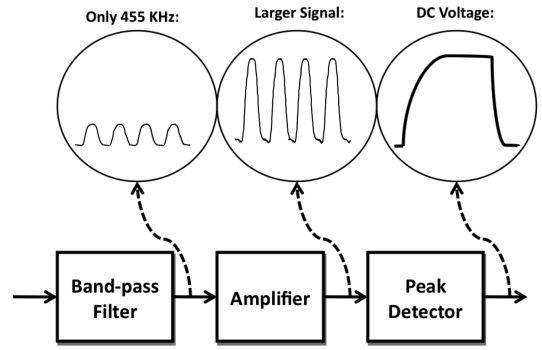 Only 455 KHz:
Larger Signal:
DC Voltage:
Band-pass
Filter
Amplifier
Peak
Detector